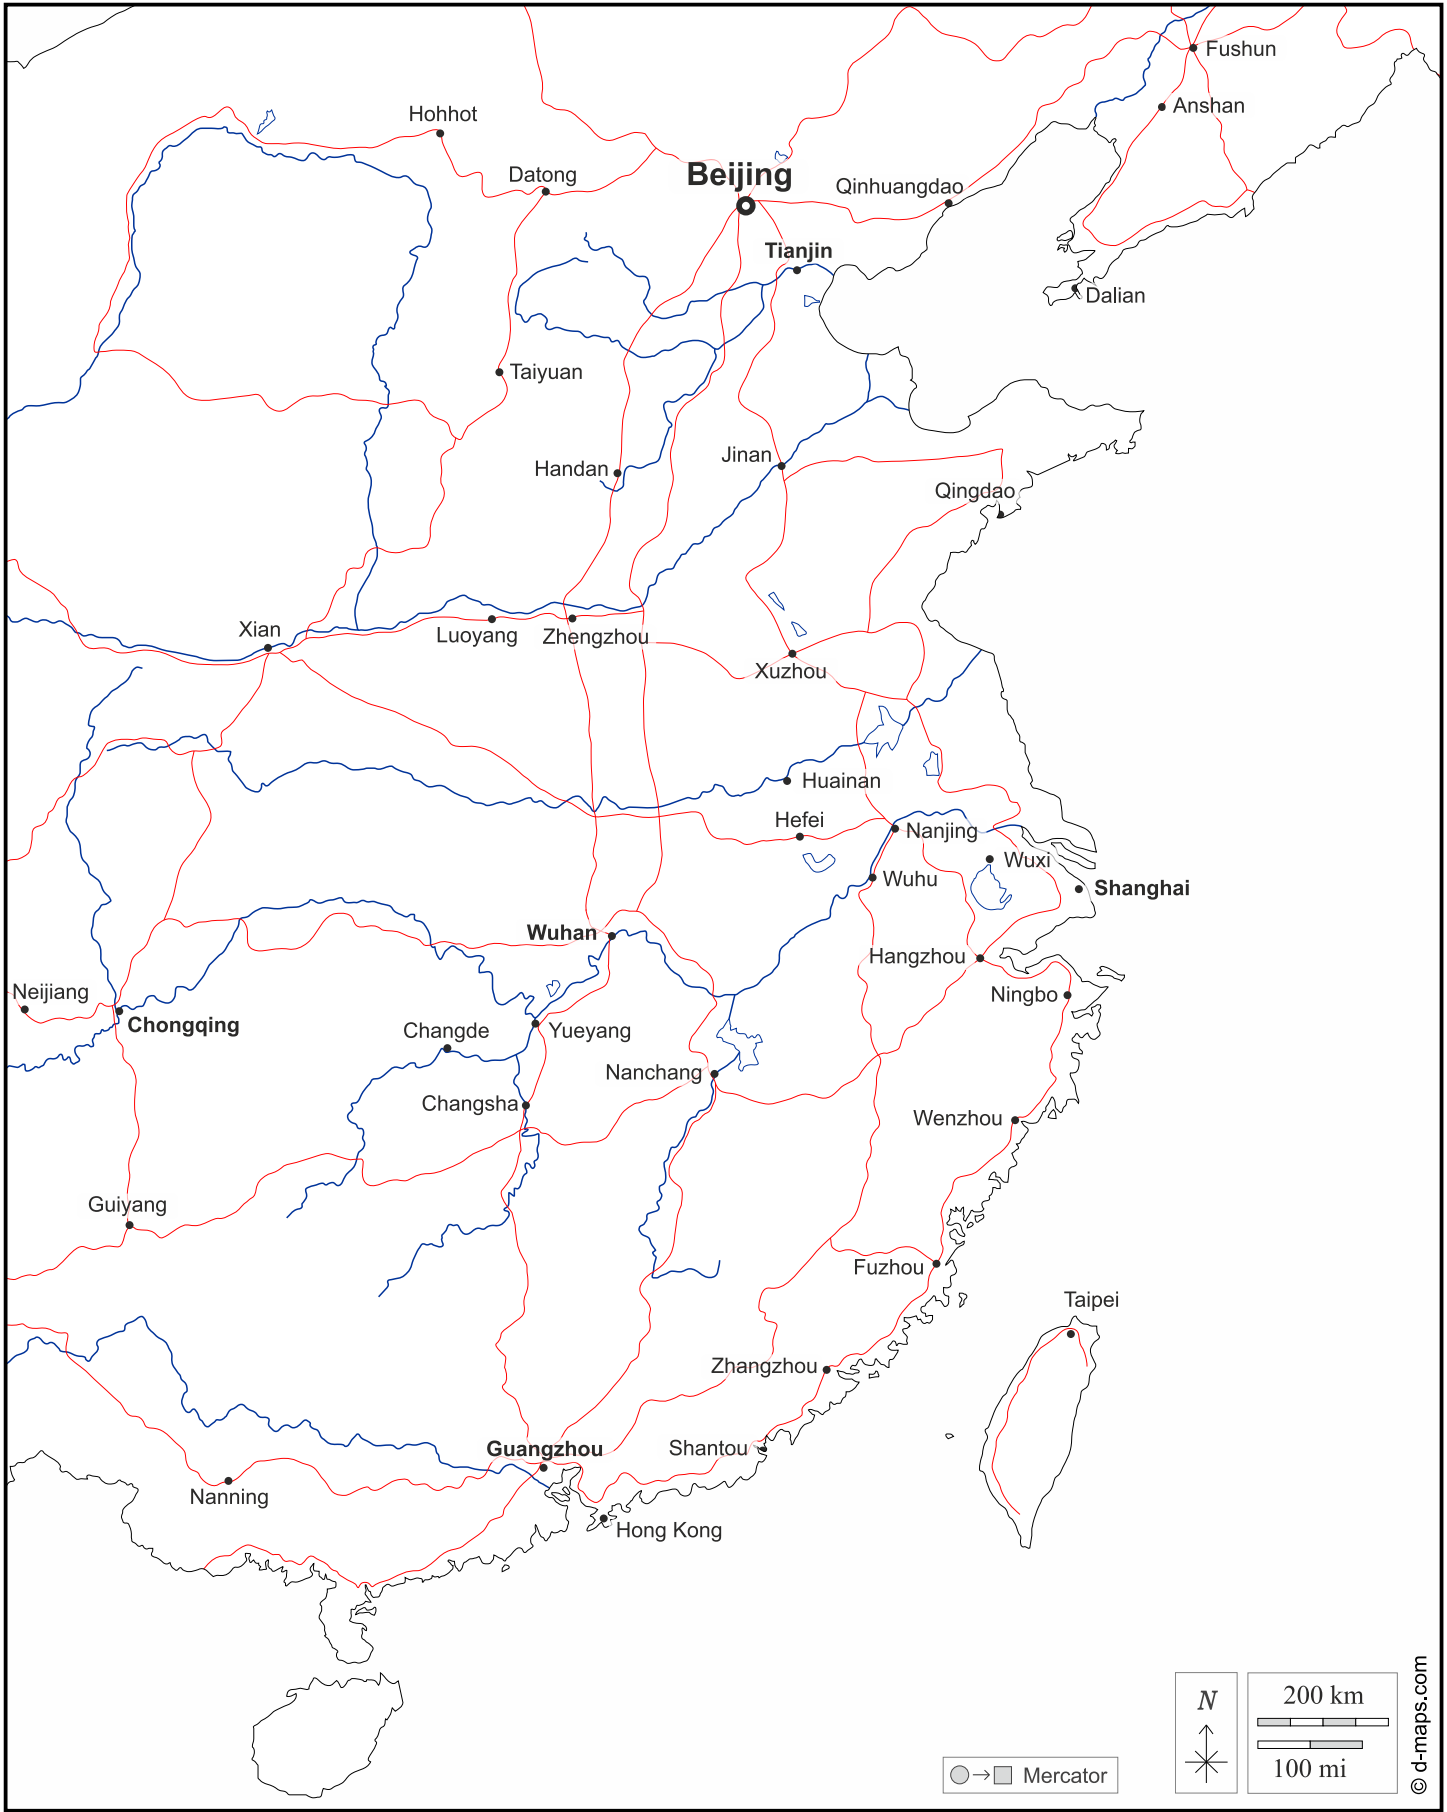 Fushun
Anshan
Hohhot
Datong
Beijing
Qinhuangdao
Tianjin
Dalian
Taiyuan
Handan
Jinan
Qingdao
Xian
Luoyang
Zhengzhou
Xuzhou
Huainan
Hefei
Nanjing
Wuxi
Wuhu
Shanghai
Wuhan
Hangzhou
Neijiang
Ningbo
Chongqing
Changde
Yueyang
Nanchang
Changsha
Wenzhou
Guiyang
Fuzhou
Taipei
Zhangzhou
Guangzhou
Shantou
Nanning
Hong Kong
N
200 km
100 mi
Mercator
© d-maps.com